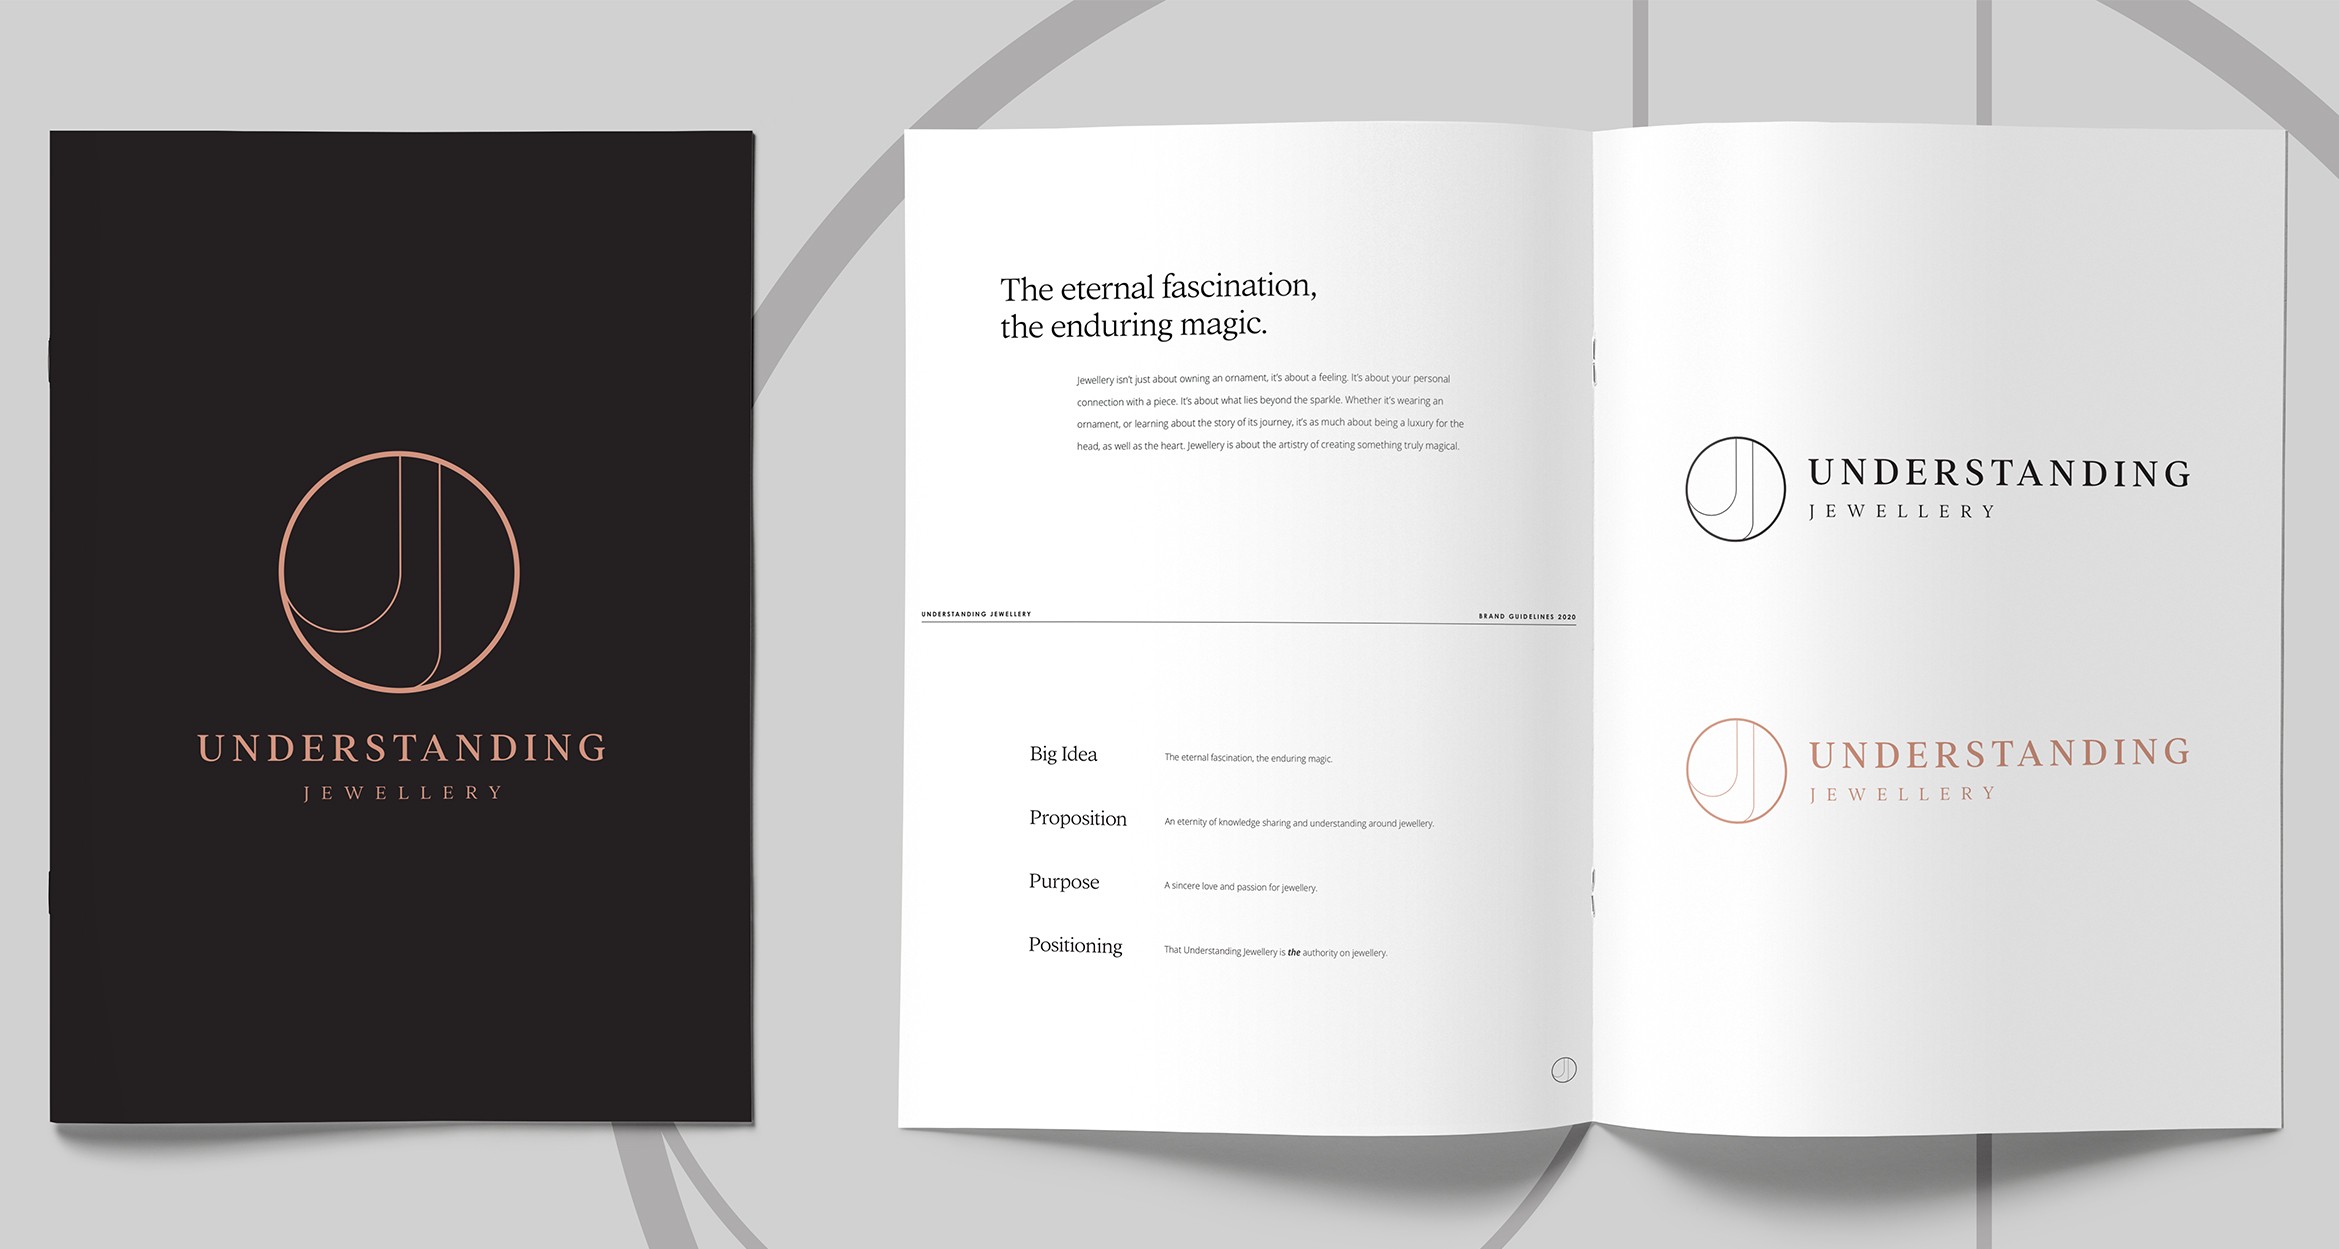 UNDERSTANDING
JEWELLERY
The eternal fascination,
the enduring magic.
Jewellery isn't just about owning an ornament, it's about a feeling. It's about your personal
connection with a piece. It's about what lies beyond the sparkle. Whether it's wearing an
ornament, or learning about the story of its journey, it's as much about being a luxury for the
head, as well as the heart. Jewellery is about the artistry of creating something truly magical.
UNDERSTANDING JEWELLERY BRAND GUIDELINES 2020
Big Idea The eternal fascination, the enduring magic.
Proposition An eternity of knowledge sharing and understanding around jewellery.
Purpose A sincere love and passion for jewellery.
Positioning That Understanding Jewellery is the authority on jewellery.
UNDERSTANDING
JEWELLERY
UNDERSTANDING
JEWELLERY